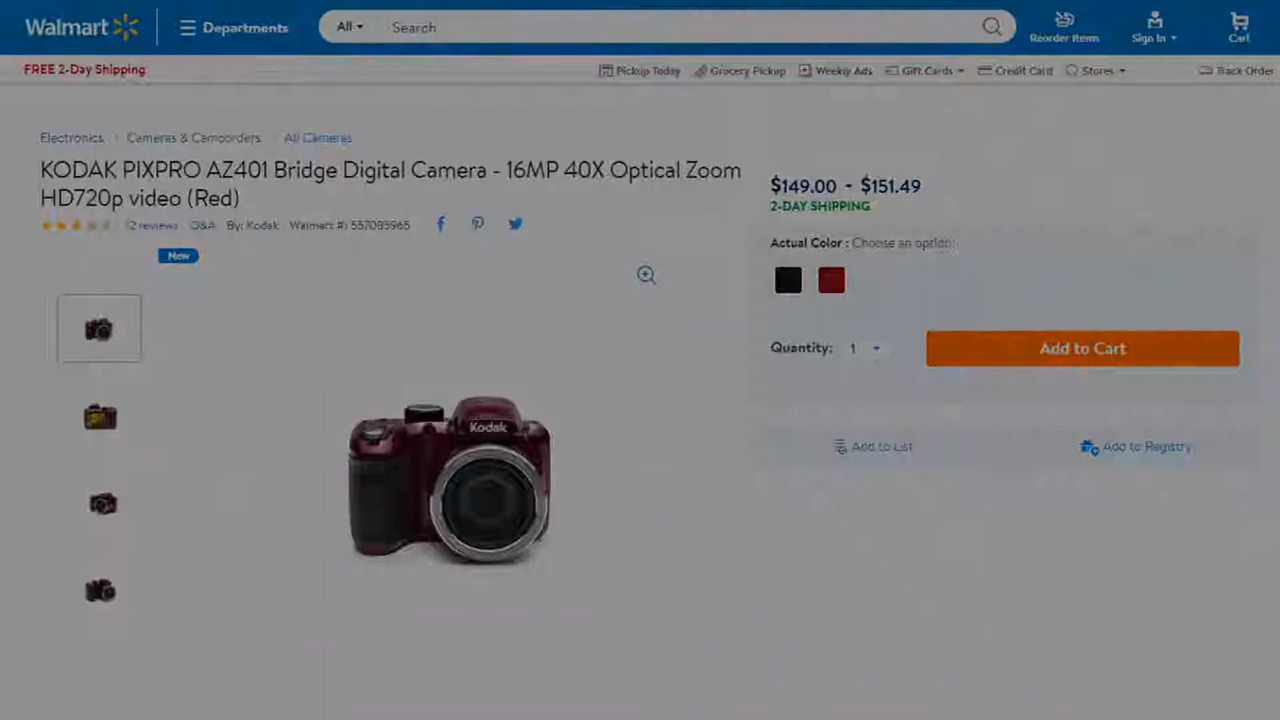 Walmart
Departments
All
Search
Reorder Items
Sign In
Cart
FREE 2-Day Shipping
Pickup Today
Grocery Pickup
Weekly Ads
Gift Cards
Credit Card
Stores
Track Order
Electronics
Cameras & Camcorders
All Cameras
KODAK PIXPRO AZ401 Bridge Digital Camera - 16MP 40X Optical Zoom
HD720p video (Red)
12 reviews Q&A By: Kodak Walmart #: 557085965
New
$149.00 - $151.49
2-DAY SHIPPING
Actual Color : Choose an option:
Quantity: 1
Add to Cart
Kodak
Add to List
Add to Registry